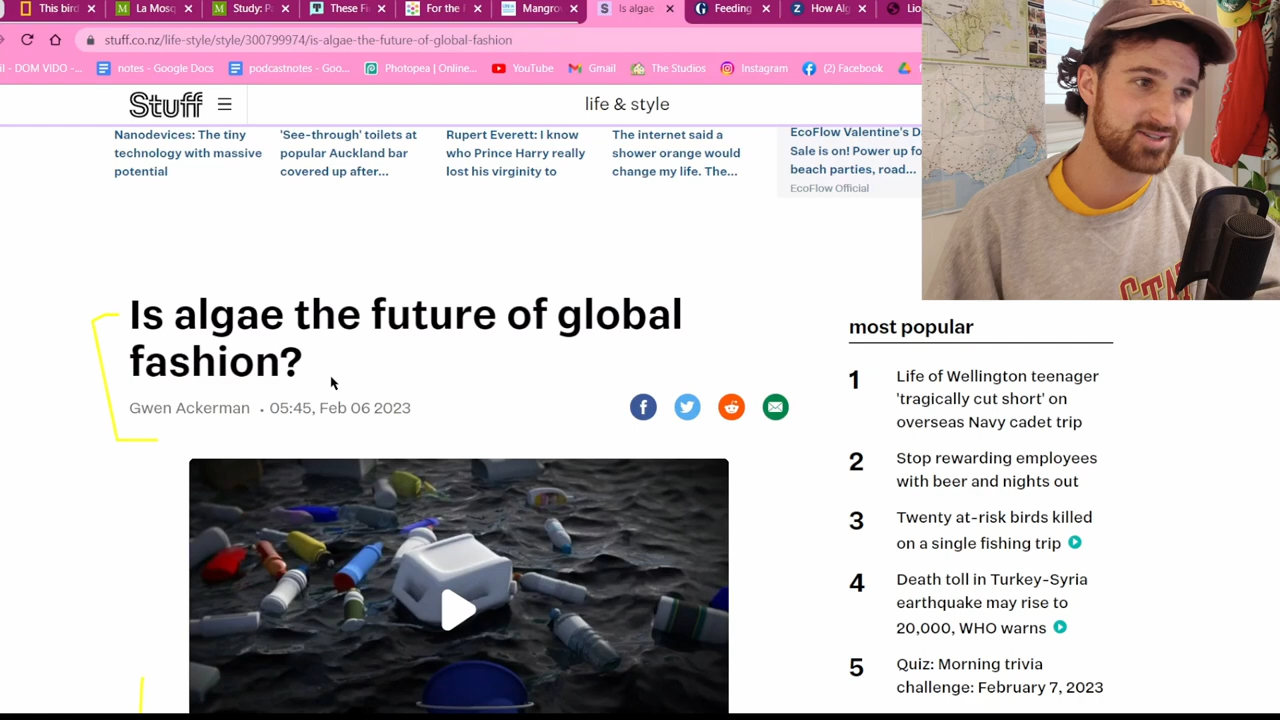 This bird
La Mosq
Study: Pa
These Fi
For the I
Mangrov
Is algae
Feeding
How Alg
Lio
stuff.co.nz/life-style/style/300799974/is-algae-the-future-of-global-fashion
il - DOM VIDO -...
notes - Google Docs
podcastnotes - Goo...
Photopea | Online...
YouTube
Gmail
The Studios
Instagram
(2) Facebook
Stuff
life & style
Nanodevices: The tiny
technology with massive
potential
'See-through' toilets at
popular Auckland bar
covered up after...
Rupert Everett: I know
who Prince Harry really
lost his virginity to
The internet said a
shower orange would
change my life. The...
EcoFlow Valentine's D
Sale is on! Power up fo
beach parties, road...
EcoFlow Official
Is algae the future of global
fashion?
Gwen Ackerman • 05:45, Feb 06 2023
most popular
1 Life of Wellington teenager
'tragically cut short' on
overseas Navy cadet trip
2 Stop rewarding employees
with beer and nights out
3 Twenty at-risk birds killed
on a single fishing trip
4 Death toll in Turkey-Syria
earthquake may rise to
20,000, WHO warns
5 Quiz: Morning trivia
challenge: February 7, 2023